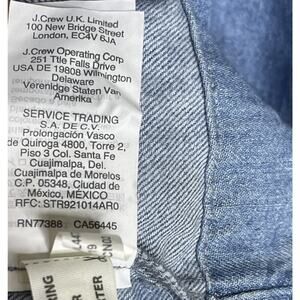 J.Crew U.K. Limited
100 New Bridge Street
London, EC4V 6JA
J.Crew Operating Corp
251 Ttle Falls Drive
USA DE 19808 Wilmington
Delaware
Verenidge Staten Van
Amerika
SERVICE TRADING
S.A. DE C.V.
Prolongación Vasco
de Quiroga 4800, Torre 2,
Piso 3 Col. Santa Fe
Cuajimalpa, Del.
Cuajimalpa de Morelos
C.P. 05348, Ciudad de
México, MÉXICO
RFC: STR921014AR0
RN77388 CA56445